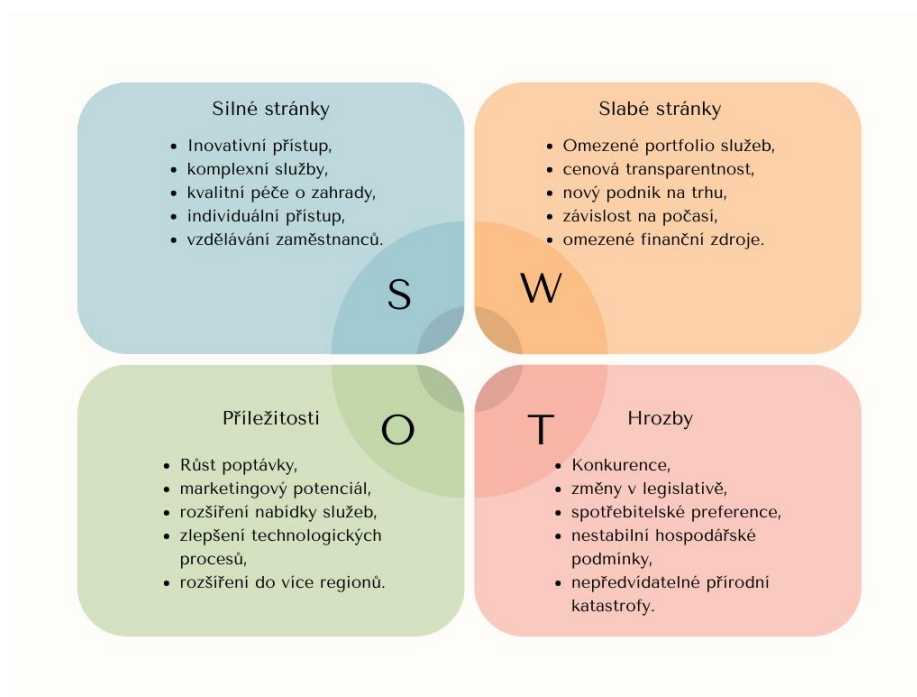 Silné stránky
Inovativní přístup,
komplexní služby,
kvalitní péče o zahrady,
individuální přístup,
vzdělávání zaměstnanců.
S
Slabé stránky
Omezené portfolio služeb,
cenová transparentnost,
nový podnik na trhu,
závislost na počasí,
omezené finanční zdroje.
W
Příležitosti
O
Růst poptávky,
marketingový potenciál,
rozšíření nabídky služeb,
zlepšení technologických
procesů,
rozšíření do více regionů.
T
Hrozby
Konkurence,
změny v legislativě,
spotřebitelské preference,
nestabilní hospodářské
podmínky,
nepředvídatelné přírodní
katastrofy.